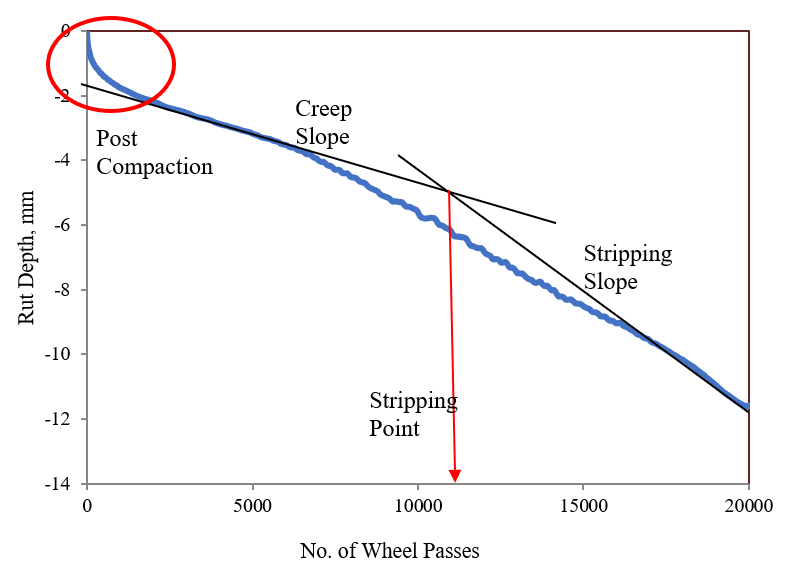 0
-2
-4
-6
-8
-10
-12
-14
Rut Depth, mm
Post
Compaction
Creep
Slope
Stripping
Slope
Stripping
Point
0
5000
10000
15000
20000
No. of Wheel Passes